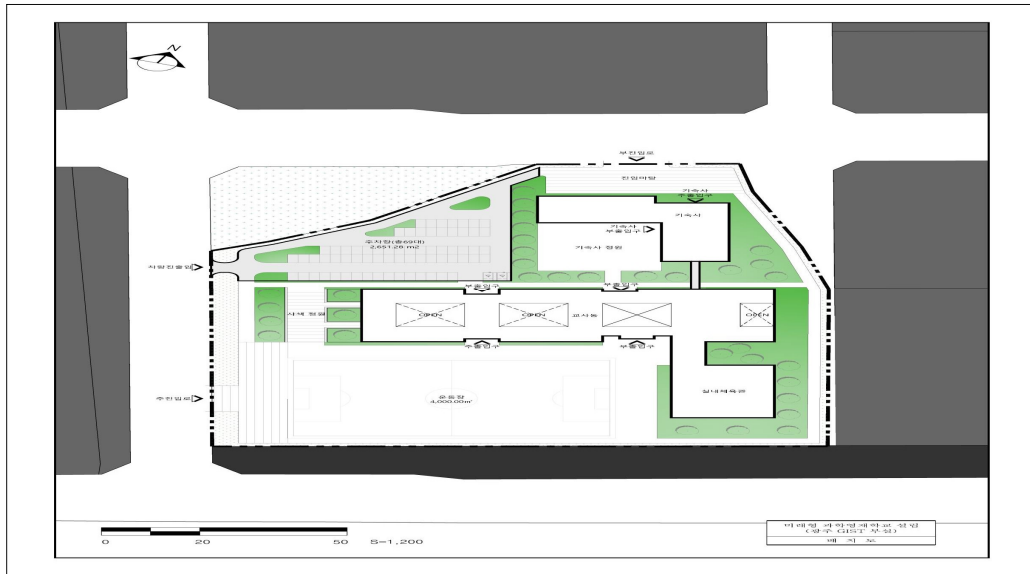 N
부진입로
진입마당
기숙사
주출입구
기숙사
기숙사
부출입구
기숙사 정원
주차장(총69대)
2,651.28 m2
차량진출입
부출입구
부출입구
사색 정원
OPEN
OPEN
교사동
OPEN
주출입구
부출입구
주진입로
운동장
4,000.00m²
실내체육관
0 20 50 S=1,200
미래형 과학영재학교 설립
(광주 GIST 부설)
배 치 도